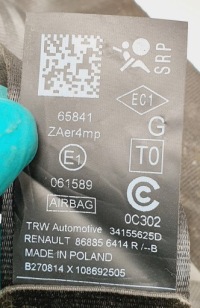 SRP
65841
ZAer4mp
EC1
G
E1
T0
061589
AIRBAG
C
0C302
TRW Automotive 34155625D
RENAULT 86885 6414 R /--B
MADE IN POLAND
B270814 X 108692505